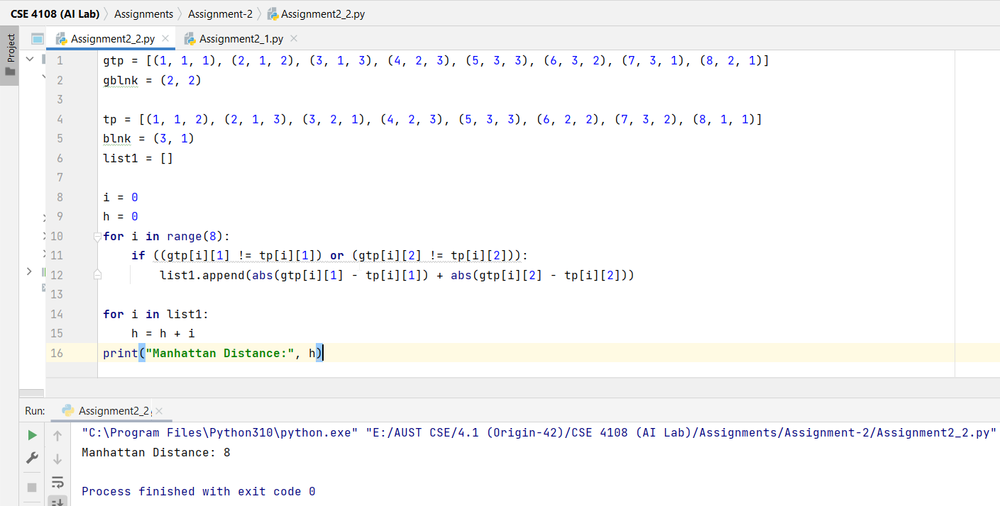 CSE 4108 (AI Lab) Assignments Assignment-2 Assignment2_2.py
Project
Assignment2_2.py Assignment2_1.py
1 gtp = [(1, 1, 1), (2, 1, 2), (3, 1, 3), (4, 2, 3), (5, 3, 3), (6, 3, 2), (7, 3, 1), (8, 2, 1)]
2 gblnk = (2, 2)
3
4 tp = [(1, 1, 2), (2, 1, 3), (3, 2, 1), (4, 2, 3), (5, 3, 3), (6, 2, 2), (7, 3, 2), (8, 1, 1)]
5 blnk = (3, 1)
6 list1 = []
7
8 i = 0
9 h = 0
10 for i in range(8):
11     if ((gtp[i][1] != tp[i][1]) or (gtp[i][2] != tp[i][2])):
12         list1.append(abs(gtp[i][1] - tp[i][1]) + abs(gtp[i][2] - tp[i][2]))
13
14 for i in list1:
15     h = h + i
16 print("Manhattan Distance:", h)
Run: Assignment2_2
"C:\Program Files\Python310\python.exe" "E:/AUST CSE/4.1 (Origin-42)/CSE 4108 (AI Lab)/Assignments/Assignment-2/Assignment2_2.py"
Manhattan Distance: 8
Process finished with exit code 0